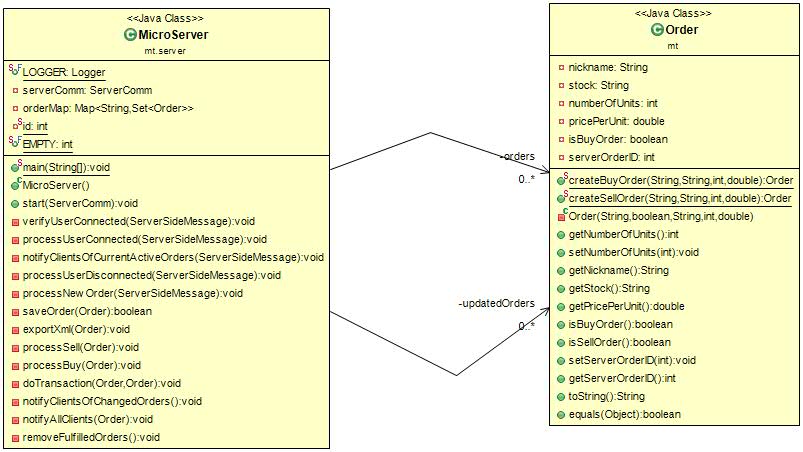 <<Java Class>>
MicroServer
mt.server
LOGGER: Logger
serverComm: ServerComm
orderMap: Map<String,Set<Order>>
id: int
EMPTY: int
main(String[]):void
MicroServer()
start(ServerComm):void
verifyUserConnected(ServerSideMessage):void
processUserConnected(ServerSideMessage):void
notifyClientsOfCurrentActiveOrders(ServerSideMessage):void
processUserDisconnected(ServerSideMessage):void
processNewOrder(ServerSideMessage):void
saveOrder(Order):boolean
exportXml(Order):void
processSell(Order):void
processBuy(Order):void
doTransaction(Order,Order):void
notifyClientsOfChangedOrders():void
notifyAllClients(Order):void
removeFulfilledOrders():void
-orders
0..*
-updatedOrders
0..*
<<Java Class>>
Order
mt
nickname: String
stock: String
numberOfUnits: int
pricePerUnit: double
isBuyOrder: boolean
serverOrderID: int
createBuyOrder(String,String,int,double):Order
createSellOrder(String,String,int,double):Order
Order(String,boolean,String,int,double)
getNumberOfUnits():int
setNumberOfUnits(int):void
getNickname():String
getStock():String
getPricePerUnit():double
isBuyOrder():boolean
isSellOrder():boolean
setServerOrderID(int):void
getServerOrderID():int
toString():String
equals(Object):boolean